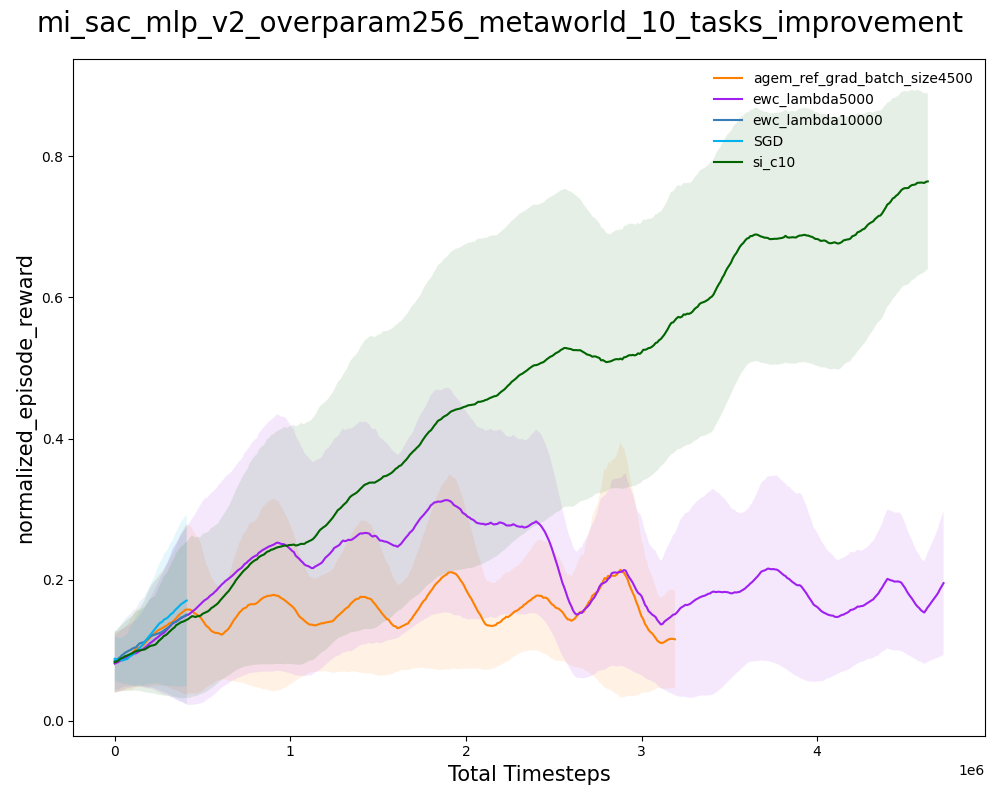 mi_sac_mlp_v2_overparam256_metaworld_10_tasks_improvement
agem_ref_grad_batch_size4500
ewc_lambda5000
ewc_lambda10000
SGD
si_c10
normalized_episode_reward
0.8
0.6
0.4
0.2
0.0
0 1 2 3 4
1e6
Total Timesteps